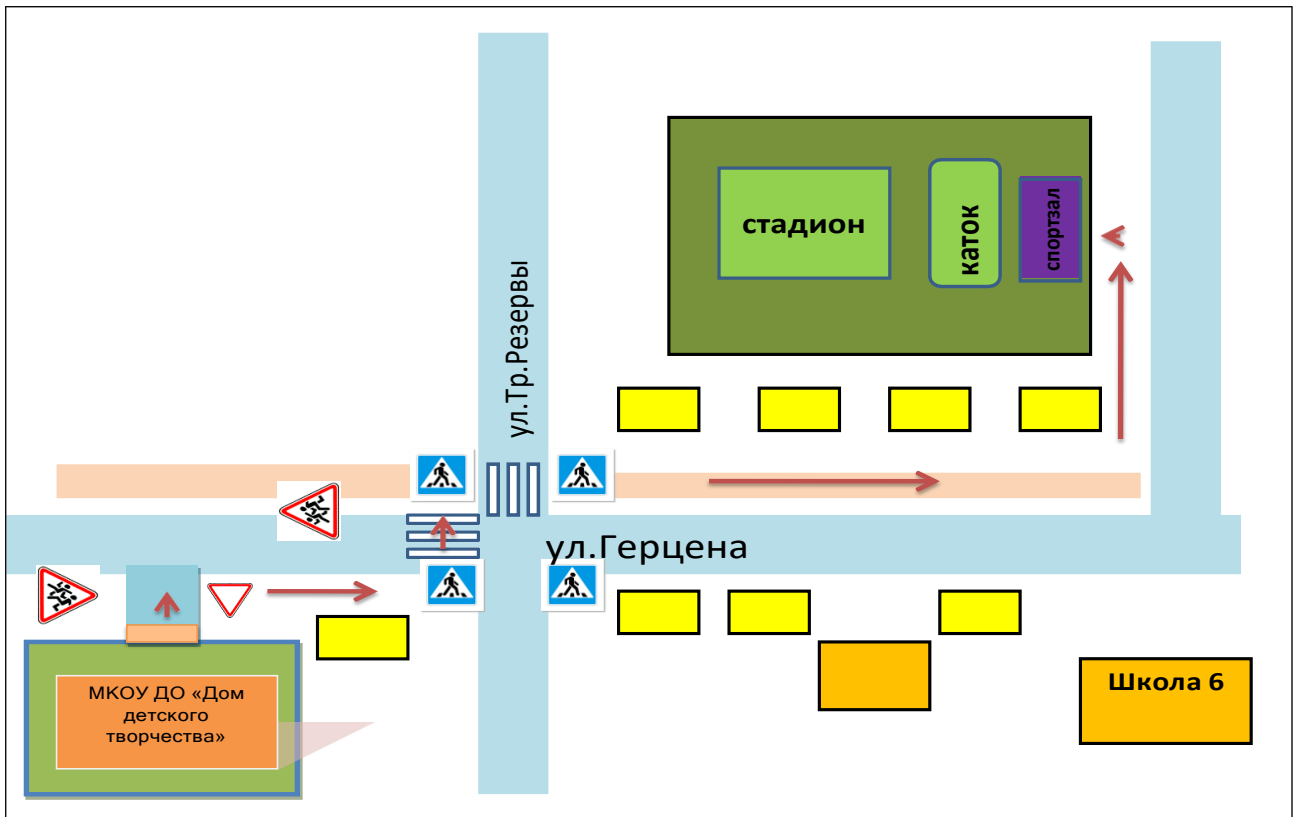 стадион
каток
спортзал
ул.Тр.Резервы
ул.Герцена
МКОУ ДО «Дом
детского
творчества»
Школа 6